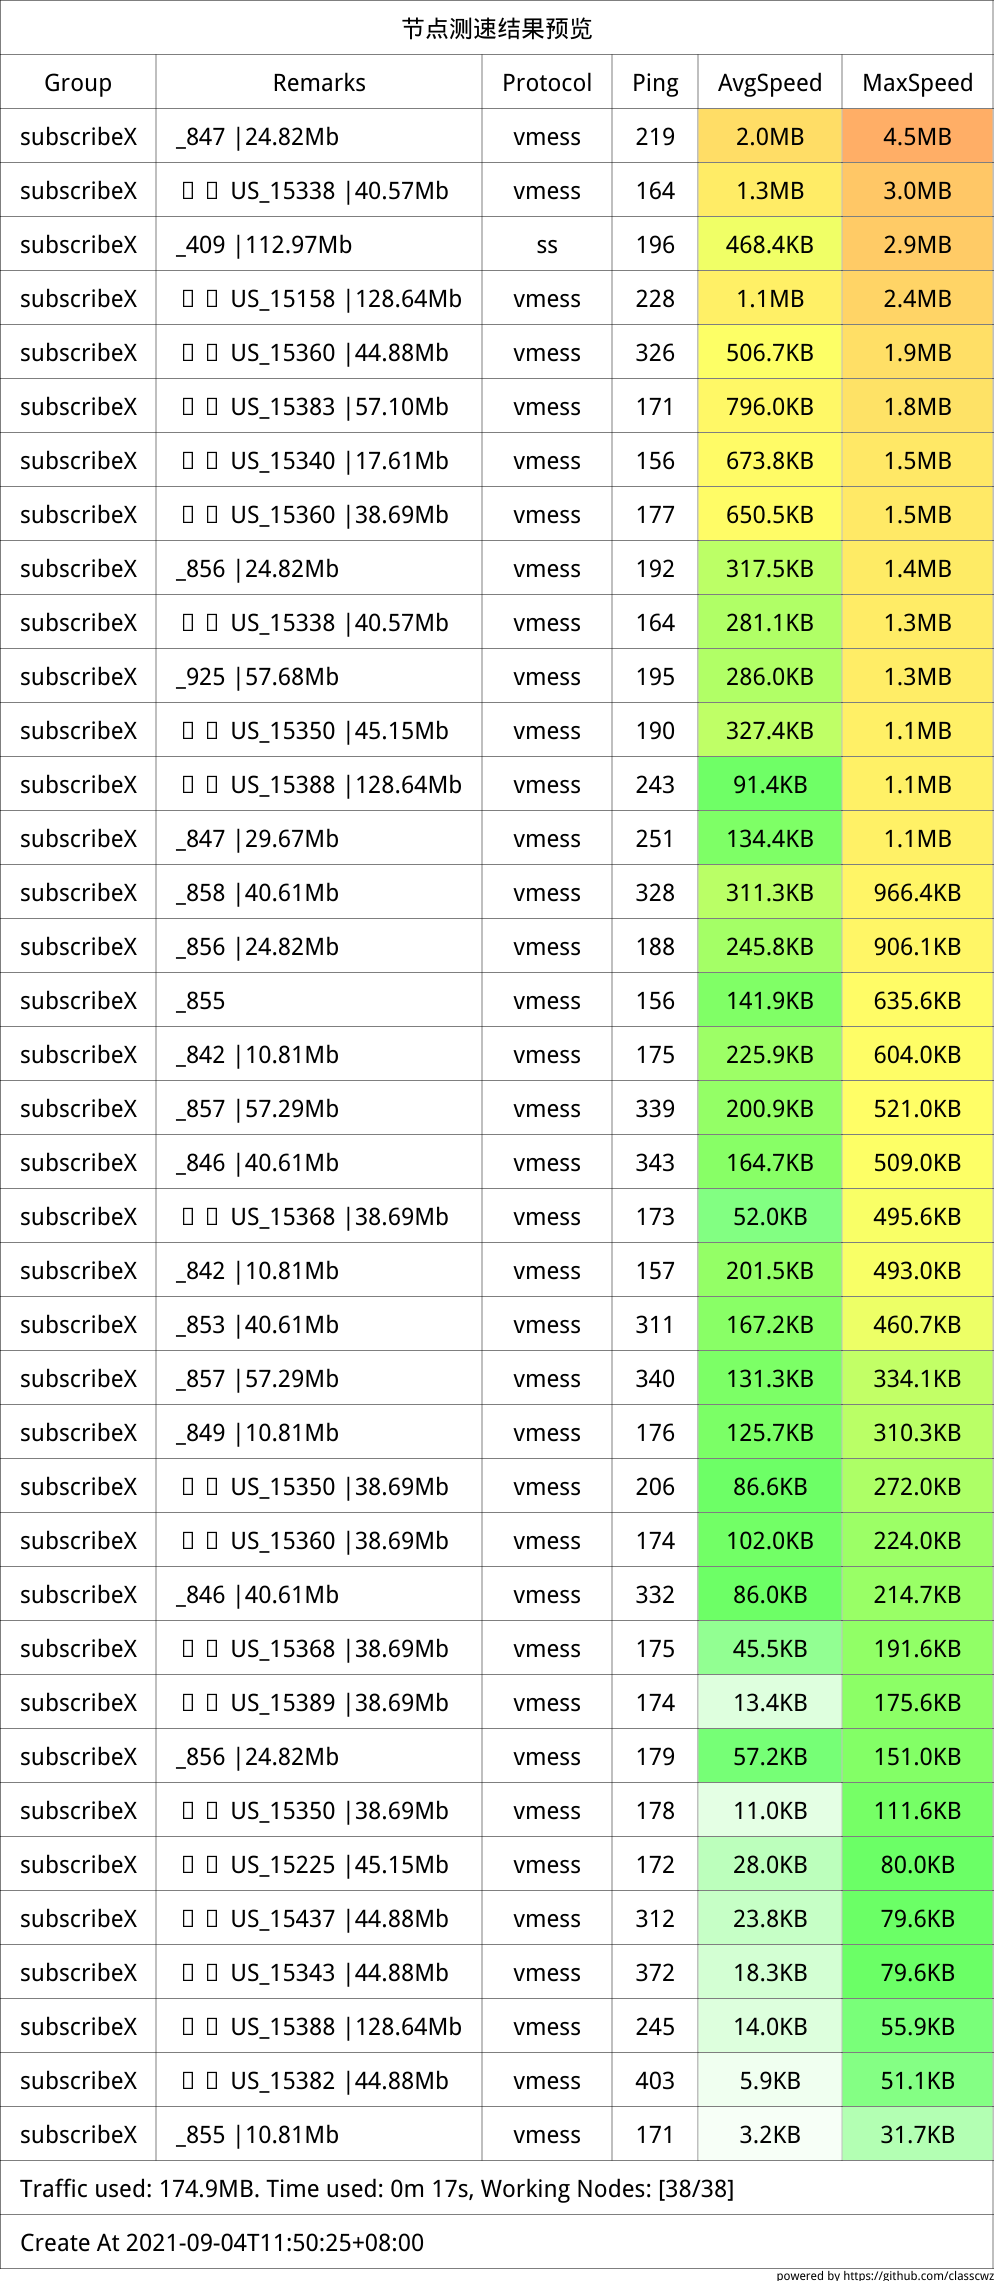 节点测速结果预览
Group Remarks Protocol Ping AvgSpeed MaxSpeed
subscribeX _847 |24.82Mb vmess 219 2.0MB 4.5MB
subscribeX US_15338 |40.57Mb vmess 164 1.3MB 3.0MB
subscribeX _409 |112.97Mb ss 196 468.4KB 2.9MB
subscribeX US_15158 |128.64Mb vmess 228 1.1MB 2.4MB
subscribeX US_15360 |44.88Mb vmess 326 506.7KB 1.9MB
subscribeX US_15383 |57.10Mb vmess 171 796.0KB 1.8MB
subscribeX US_15340 |17.61Mb vmess 156 673.8KB 1.5MB
subscribeX US_15360 |38.69Mb vmess 177 650.5KB 1.5MB
subscribeX _856 |24.82Mb vmess 192 317.5KB 1.4MB
subscribeX US_15338 |40.57Mb vmess 164 281.1KB 1.3MB
subscribeX _925 |57.68Mb vmess 195 286.0KB 1.3MB
subscribeX US_15350 |45.15Mb vmess 190 327.4KB 1.1MB
subscribeX US_15388 |128.64Mb vmess 243 91.4KB 1.1MB
subscribeX _847 |29.67Mb vmess 251 134.4KB 1.1MB
subscribeX _858 |40.61Mb vmess 328 311.3KB 966.4KB
subscribeX _856 |24.82Mb vmess 188 245.8KB 906.1KB
subscribeX _855 vmess 156 141.9KB 635.6KB
subscribeX _842 |10.81Mb vmess 175 225.9KB 604.0KB
subscribeX _857 |57.29Mb vmess 339 200.9KB 521.0KB
subscribeX _846 |40.61Mb vmess 343 164.7KB 509.0KB
subscribeX US_15368 |38.69Mb vmess 173 52.0KB 495.6KB
subscribeX _842 |10.81Mb vmess 157 201.5KB 493.0KB
subscribeX _853 |40.61Mb vmess 311 167.2KB 460.7KB
subscribeX _857 |57.29Mb vmess 340 131.3KB 334.1KB
subscribeX _849 |10.81Mb vmess 176 125.7KB 310.3KB
subscribeX US_15350 |38.69Mb vmess 206 86.6KB 272.0KB
subscribeX US_15360 |38.69Mb vmess 174 102.0KB 224.0KB
subscribeX _846 |40.61Mb vmess 332 86.0KB 214.7KB
subscribeX US_15368 |38.69Mb vmess 175 45.5KB 191.6KB
subscribeX US_15389 |38.69Mb vmess 174 13.4KB 175.6KB
subscribeX _856 |24.82Mb vmess 179 57.2KB 151.0KB
subscribeX US_15350 |38.69Mb vmess 178 11.0KB 111.6KB
subscribeX US_15225 |45.15Mb vmess 172 28.0KB 80.0KB
subscribeX US_15437 |44.88Mb vmess 312 23.8KB 79.6KB
subscribeX US_15343 |44.88Mb vmess 372 18.3KB 79.6KB
subscribeX US_15388 |128.64Mb vmess 245 14.0KB 55.9KB
subscribeX US_15382 |44.88Mb vmess 403 5.9KB 51.1KB
subscribeX _855 |10.81Mb vmess 171 3.2KB 31.7KB
Traffic used: 174.9MB. Time used: 0m 17s, Working Nodes: [38/38]
Create At 2021-09-04T11:50:25+08:00
powered by https://github.com/classcwz